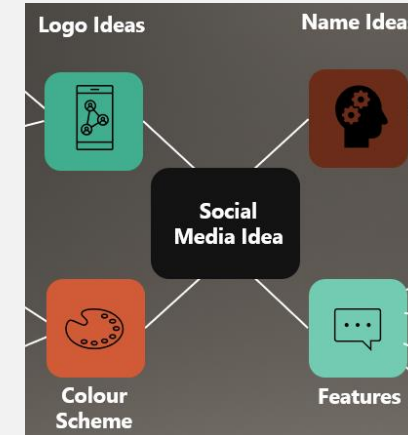 Logo Ideas
Name Idea
Social
Media Idea
Colour
Scheme
Features